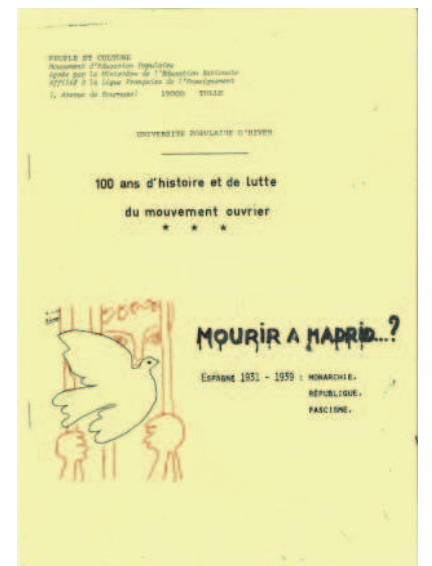 PEUPLE ET CULTURE
Mouvement d'Education Populaire
Agréé par le Ministère de l'Education Nationale
Affilié à la Ligue Française de l'Enseignement
1, Avenue de 19000 TULLE
UNIVERSITE POPULAIRE D'HIVER
100 ans d'histoire et de lutte
du mouvement ouvrier
* * *
MOURIR A MADRID...?
ESPAGNE 1931 - 1939 : MONARCHIE.
RÉPUBLIQUE.
FASCISME.